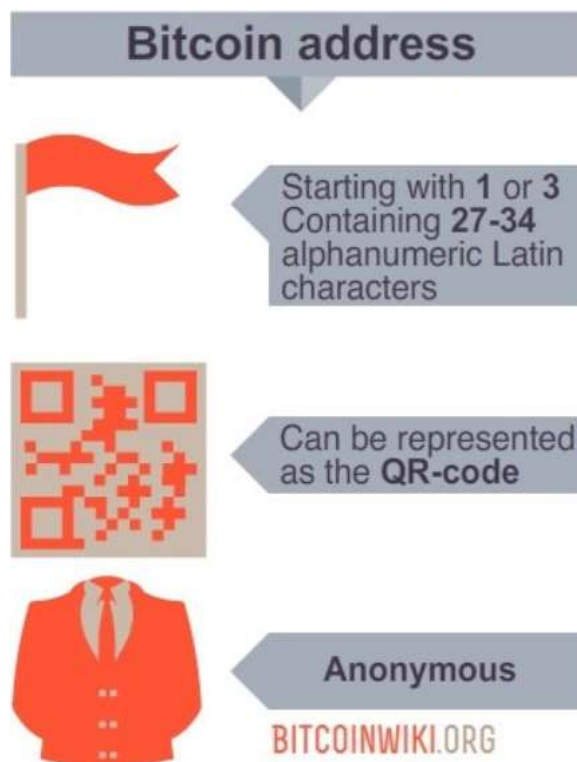 Bitcoin address
Starting with 1 or 3
Containing 27-34
alphanumeric Latin
characters
Can be represented
as the QR-code
Anonymous
BITCOINWIKI.ORG